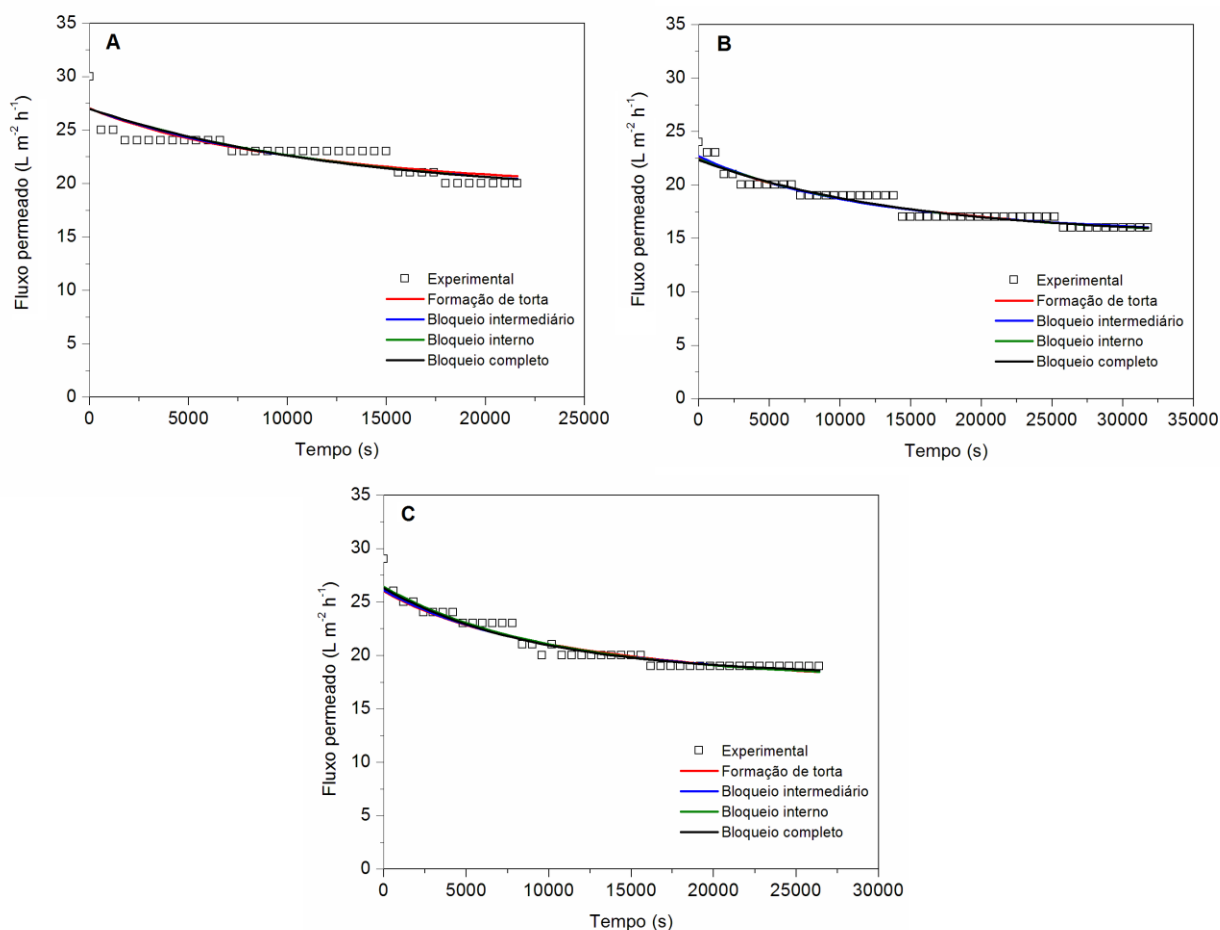 A
Fluxo permeado (L m-2 h-1)
35
30
25
20
15
10
5
0
Experimental
Formação de torta
Bloqueio intermediário
Bloqueio interno
Bloqueio completo
0 5000 10000 15000 20000 25000
Tempo (s)
B
Fluxo permeado (L m-2 h-1)
35
30
25
20
15
10
5
0
Experimental
Formação de torta
Bloqueio intermediário
Bloqueio interno
Bloqueio completo
0 5000 10000 15000 20000 25000 30000 35000
Tempo (s)
C
Fluxo permeado (L m-2 h-1)
35
30
25
20
15
10
5
0
Experimental
Formação de torta
Bloqueio intermediário
Bloqueio interno
Bloqueio completo
0 5000 10000 15000 20000 25000 30000
Tempo (s)